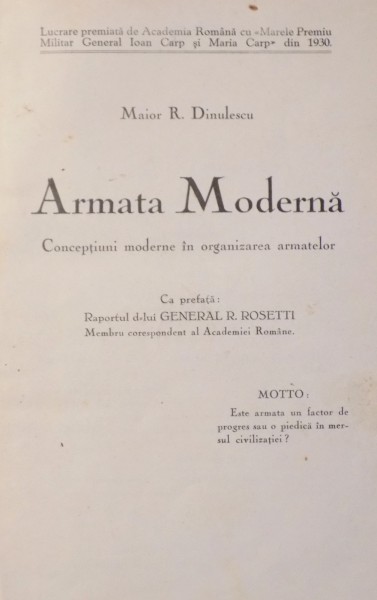 Lucrare premiată de Academia Română cu «Marele Premiu
Militar General Ioan Carp și Maria Carp» din 1930.
Maior R. Dinulescu
Armata Modernă
Concepțiuni moderne în organizarea armatelor
Ca prefață:
Raportul d-lui GENERAL R. ROSETTI
Membru corespondent al Academiei Române.
MOTTO:
Este armata un factor de
progres sau o piedică în mer-
sul civilizației?